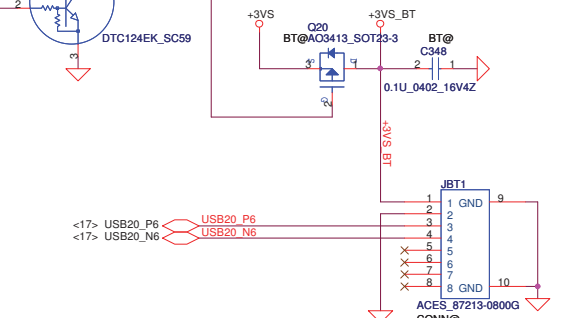 2
DTC124EK_SC59
3
+3VS
+3VS_BT
Q20
BT@AO3413_SOT23-3
3
1
2
BT@
C348
2
1
0.1U_0402_16V4Z
+3VS_BT
JBT1
1
1 GND
9
2
2
<17> USB20_P6
USB20_P6
3
3
<17> USB20_N6
USB20_N6
4
4
5
5
6
6
7
7
8
8 GND
10
ACES_87213-0800G
CONN@